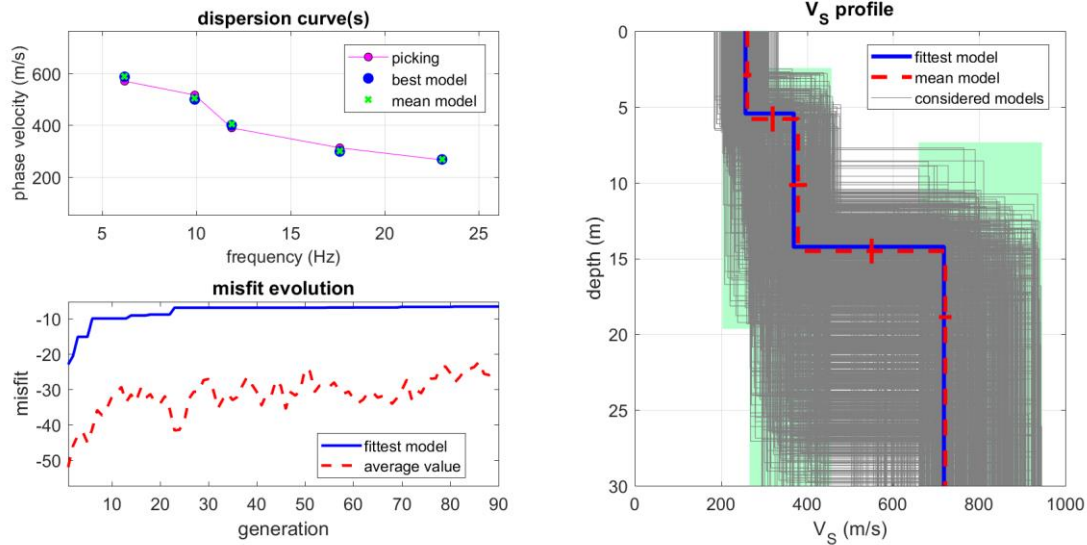 dispersion curve(s)
phase velocity (m/s)
600
400
200
picking
best model
mean model
5
10
15
20
25
frequency (Hz)
misfit evolution
misfit
-10
-20
-30
-40
-50
fittest model
average value
10
20
30
40
50
60
70
80
90
generation
V_S profile
depth (m)
0
5
10
15
20
25
30
fittest model
mean model
considered models
0
200
400
600
800
1000
V_S (m/s)